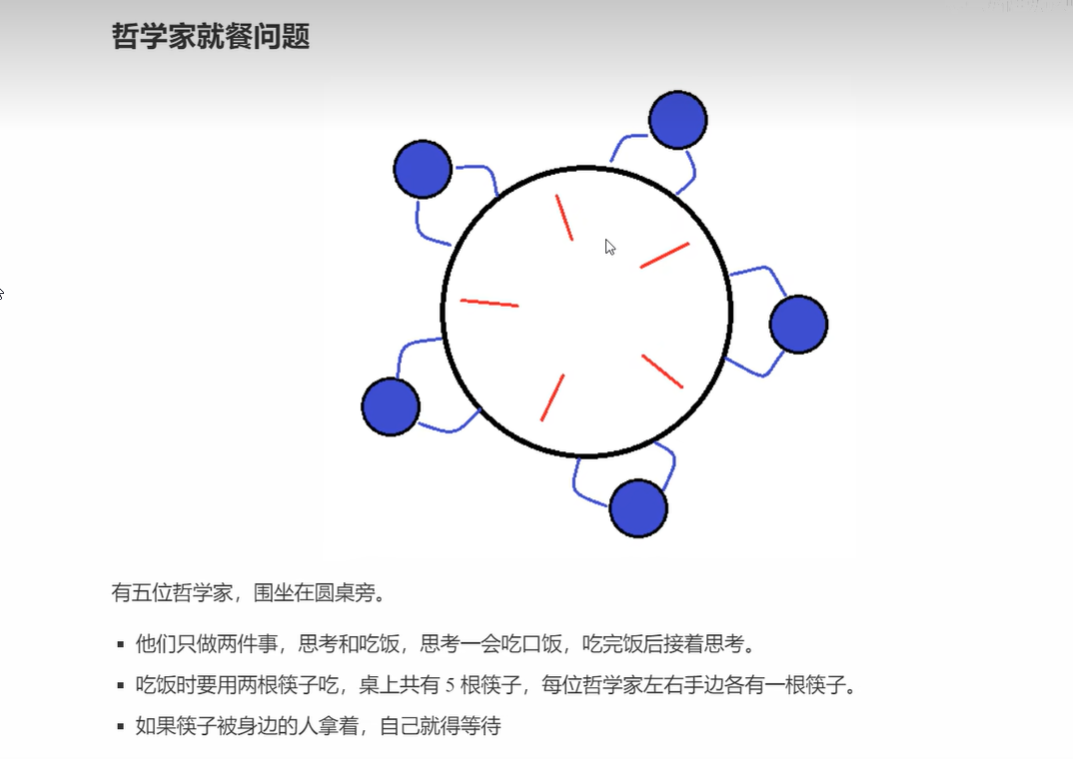 哲学家就餐问题
有五位哲学家，围坐在圆桌旁。
▪ 他们只做两件事，思考和吃饭，思考一会吃口饭，吃完饭后接着思考。
▪ 吃饭时要用两根筷子吃，桌上共有 5 根筷子，每位哲学家左右手边各有一根筷子。
▪ 如果筷子被身边的人拿着，自己就得等待